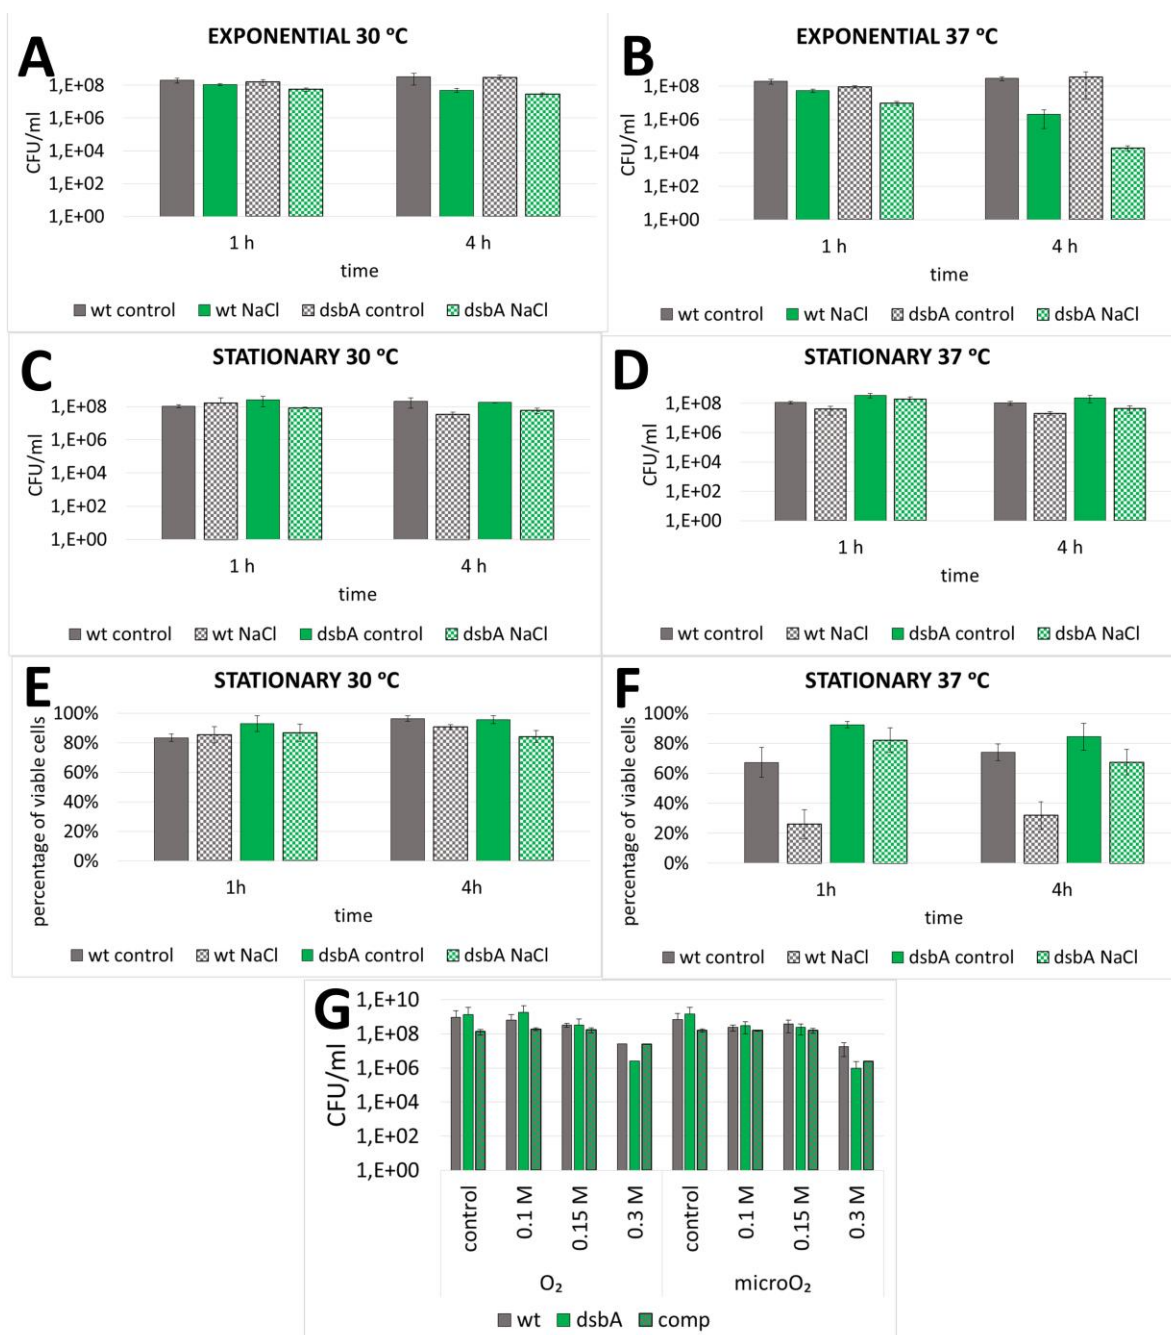 A
EXPONENTIAL 30 ºC
CFU/ml
1,E+08
1,E+06
1,E+04
1,E+02
1,E+00
1 h
4 h
time
wt control
wt NaCl
dsbA control
dsbA NaCl
B
EXPONENTIAL 37 ºC
CFU/ml
1,E+08
1,E+06
1,E+04
1,E+02
1,E+00
1 h
4 h
time
wt control
wt NaCl
dsbA control
dsbA NaCl
C
STATIONARY 30 ºC
CFU/ml
1,E+08
1,E+06
1,E+04
1,E+02
1,E+00
1 h
4 h
time
wt control
wt NaCl
dsbA control
dsbA NaCl
D
STATIONARY 37 ºC
CFU/ml
1,E+08
1,E+06
1,E+04
1,E+02
1,E+00
1 h
4 h
time
wt control
wt NaCl
dsbA control
dsbA NaCl
E
STATIONARY 30 ºC
percentage of viable cells
100%
80%
60%
40%
20%
0%
1h
4h
time
wt control
wt NaCl
dsbA control
dsbA NaCl
F
STATIONARY 37 ºC
percentage of viable cells
100%
80%
60%
40%
20%
0%
1h
4h
time
wt control
wt NaCl
dsbA control
dsbA NaCl
G
CFU/ml
1,E+10
1,E+08
1,E+06
1,E+04
1,E+02
1,E+00
control
0.1 M
0.15 M
0.3 M
control
0.1 M
0.15 M
0.3 M
O₂
microO₂
wt
dsbA
comp